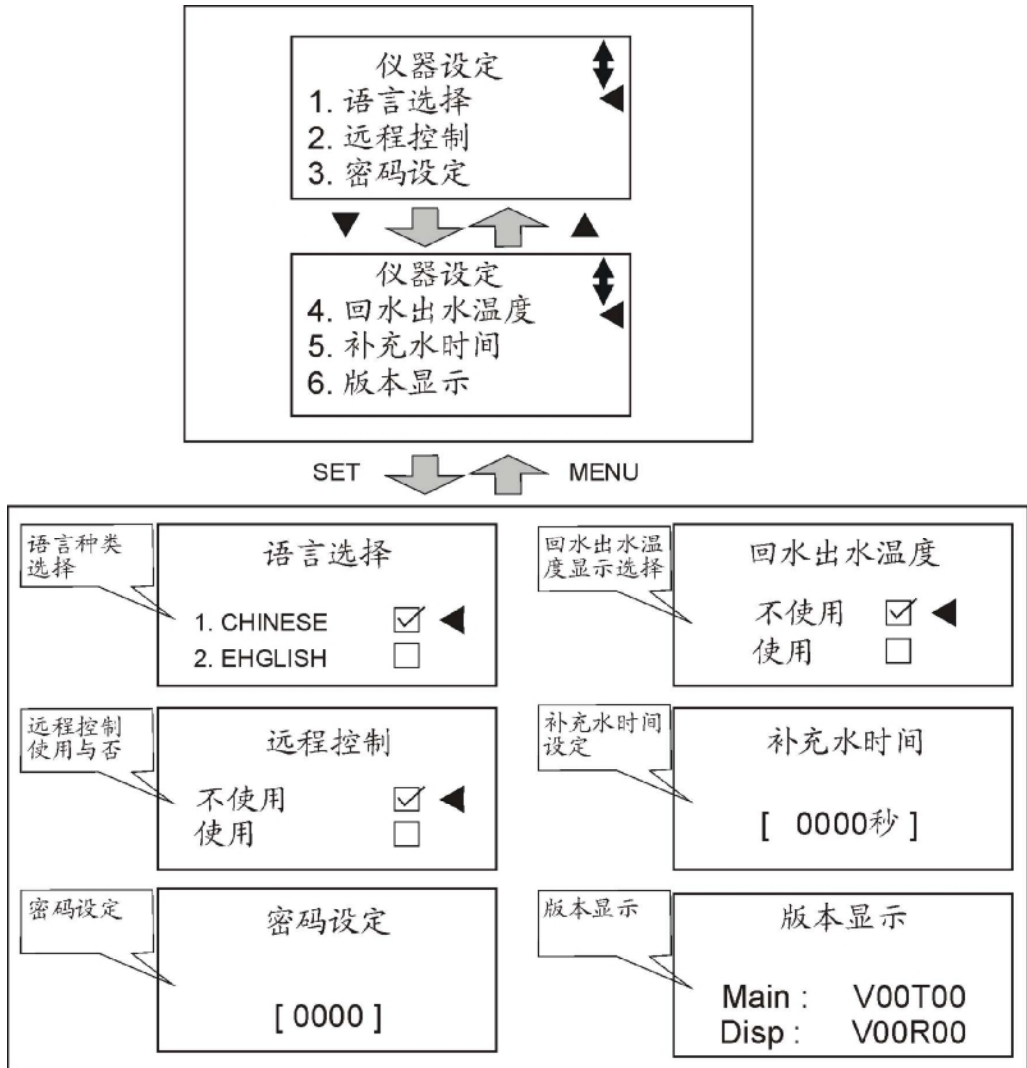 仪器设定
1. 语言选择
2. 远程控制
3. 密码设定
仪器设定
4. 回水出水温度
5. 补充水时间
6. 版本显示
SET
MENU
语言种类
选择
语言选择
1. CHINESE
2. EHGLISH
回水出水温
度显示选择
回水出水温度
不使用
使用
远程控制
使用与否
远程控制
不使用
使用
补充水时间
设定
补充水时间
[ 0000秒 ]
密码设定
密码设定
[ 0000 ]
版本显示
版本显示
Main : V00T00
Disp : V00R00